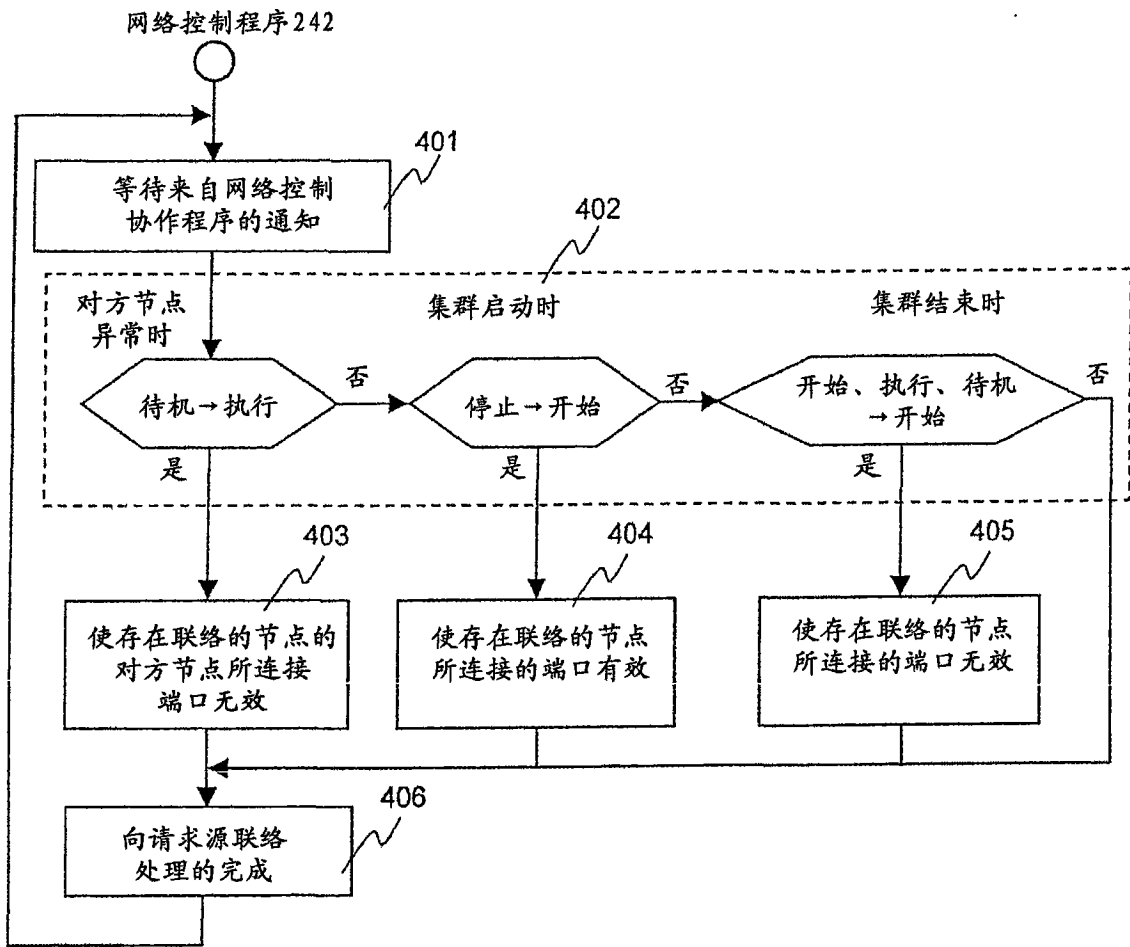 网络控制程序242
401
等待来自网络控制
协作程序的通知
402
对方节点
异常时
集群启动时
集群结束时
待机→执行
否
停止→开始
否
开始、执行、待机
→开始
否
是
是
是
403
404
405
使存在联络的节点的
对方节点所连接
端口无效
使存在联络的节点
所连接的端口有效
使存在联络的节点
所连接的端口无效
406
向请求源联络
处理的完成